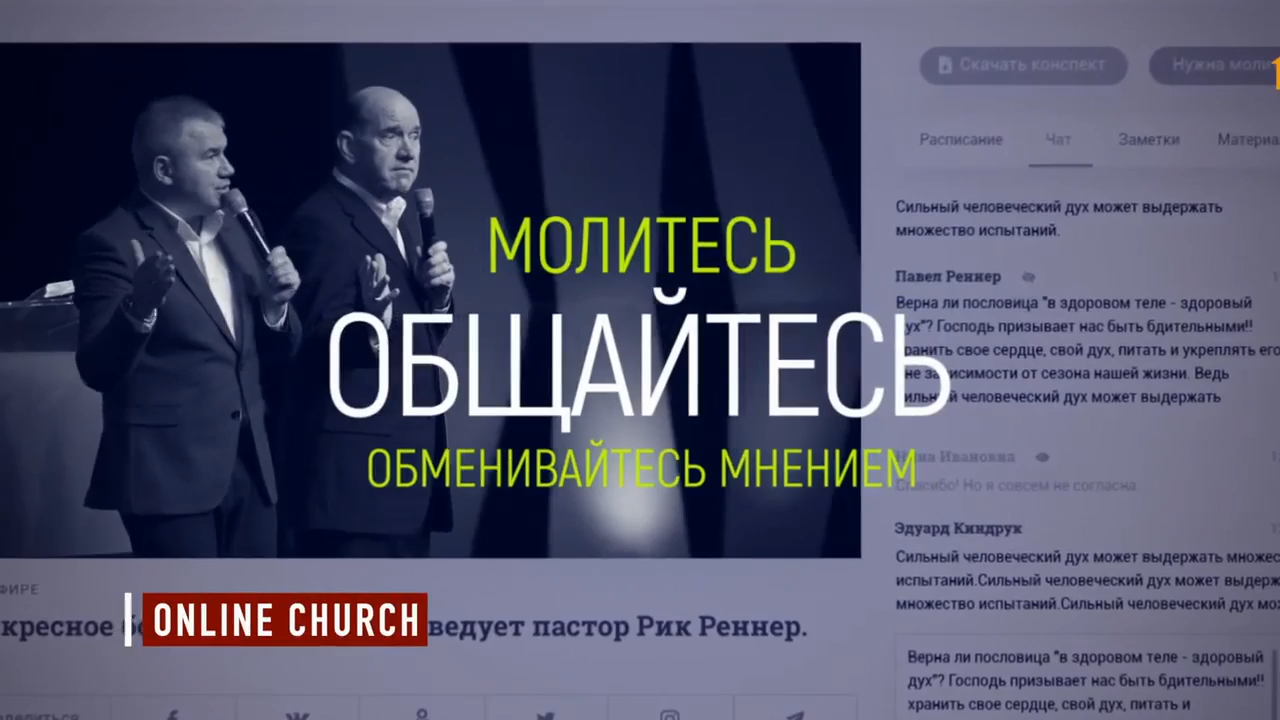 Скачать конспект
Нужна моли
Расписание
Чат
Заметки
Материа
Сильный человеческий дух может выдержать
множество испытаний.
Павел Реннер
Верна ли пословица "в здоровом теле - здоровый
дух"? Господь призывает нас быть бдительными!!
хранить свое сердце, свой дух, питать и укреплять его
вне зависимости от сезона нашей жизни. Ведь
сильный человеческий дух может выдержать
МОЛИТЕСЬ
ОБЩАЙТЕСЬ
ОБМЕНИВАЙТЕСЬ МНЕНИЕМ
Ивановна
Спасибо! Но я совсем не согласна.
Эдуард Киндрук
Сильный человеческий дух может выдержать множес
испытаний.Сильный человеческий дух может выдерж
множество испытаний.Сильный человеческий дух мо
ФИРЕ
кресное
ONLINE CHURCH
ведует пастор Рик Реннер.
Верна ли пословица "в здоровом теле - здоровый
дух"? Господь призывает нас быть бдительными!!
хранить свое сердце, свой дух, питать и